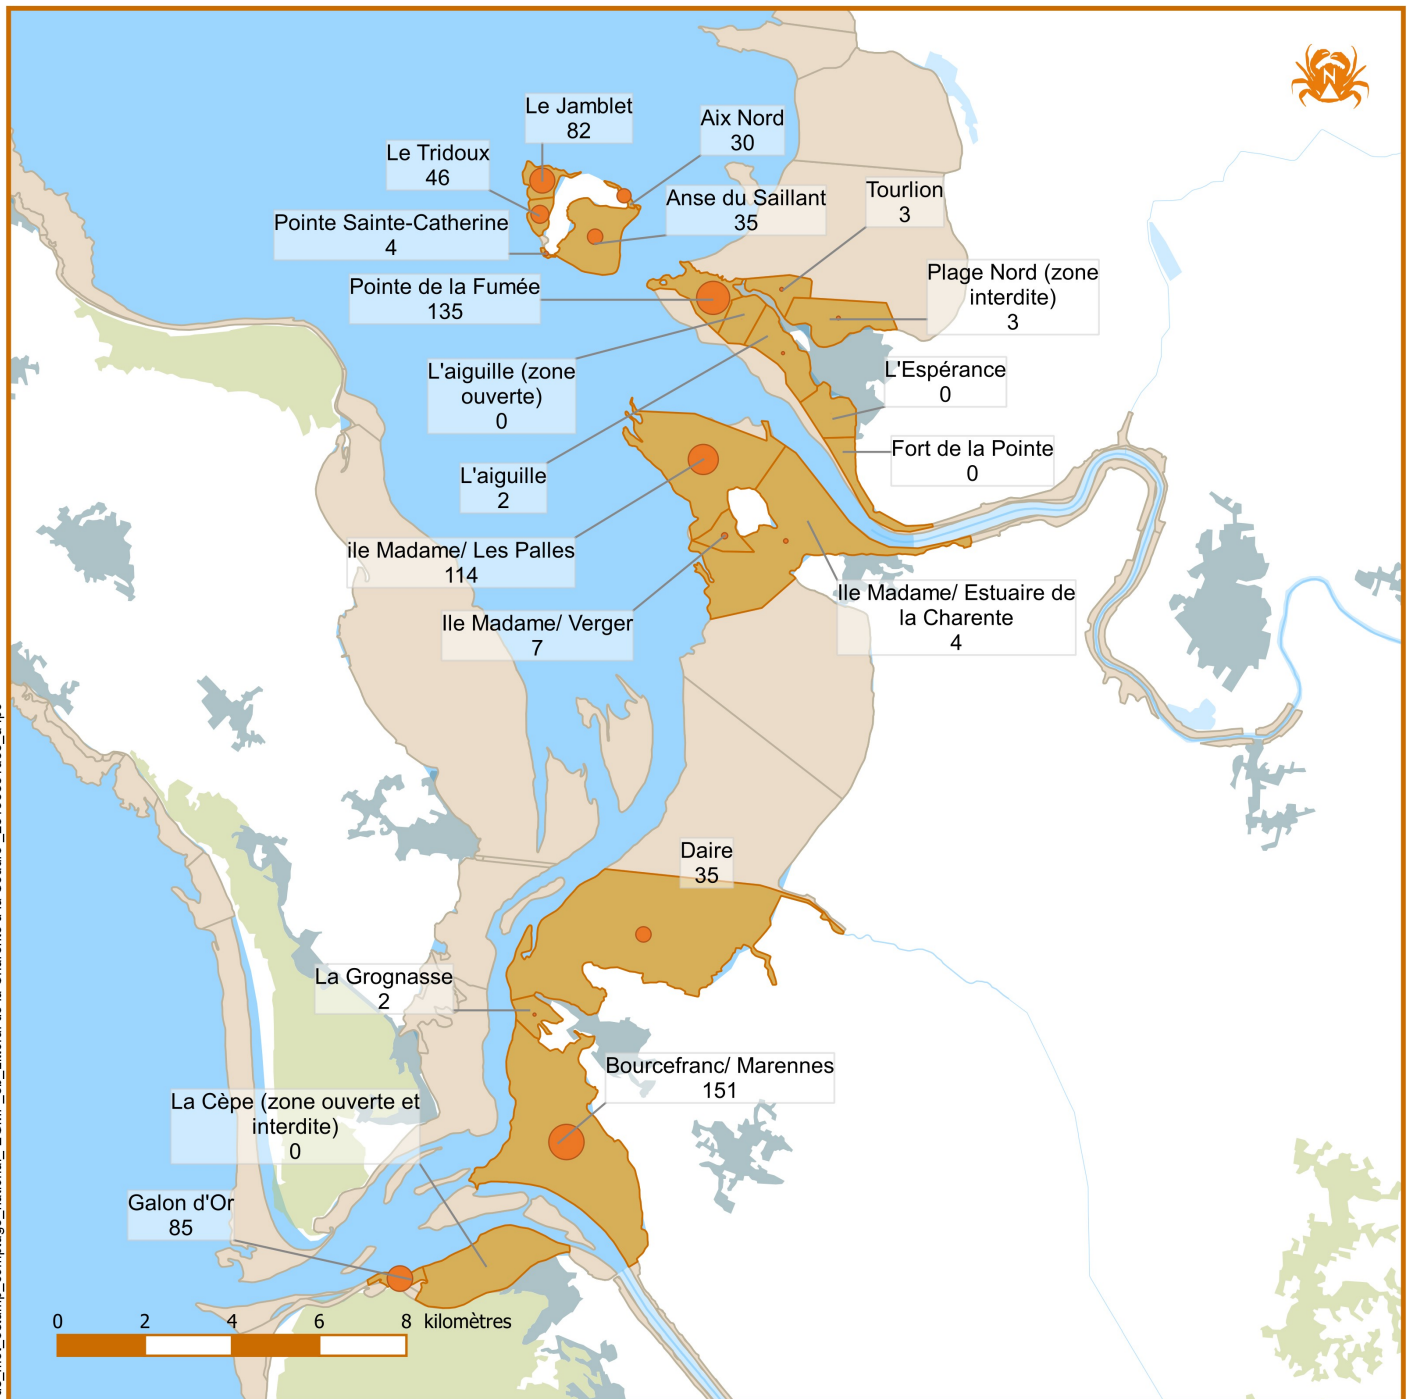 N
Le Jamblet
82
Aix Nord
30
Le Tridoux
46
Tourlion
3
Anse du Saillant
35
Pointe Sainte-Catherine
4
Plage Nord (zone
interdite)
3
Pointe de la Fumée
135
L'aiguille (zone
ouverte)
0
L'Espérance
0
Fort de la Pointe
0
L'aiguille
2
ile Madame/ Les Palles
114
Ile Madame/ Estuaire de
la Charente
4
Ile Madame/ Verger
7
Daire
35
La Grognasse
2
Bourcefranc/ Marennes
151
La Cèpe (zone ouverte et
interdite)
0
Galon d'Or
85
0 2 4 6 8 kilomètres